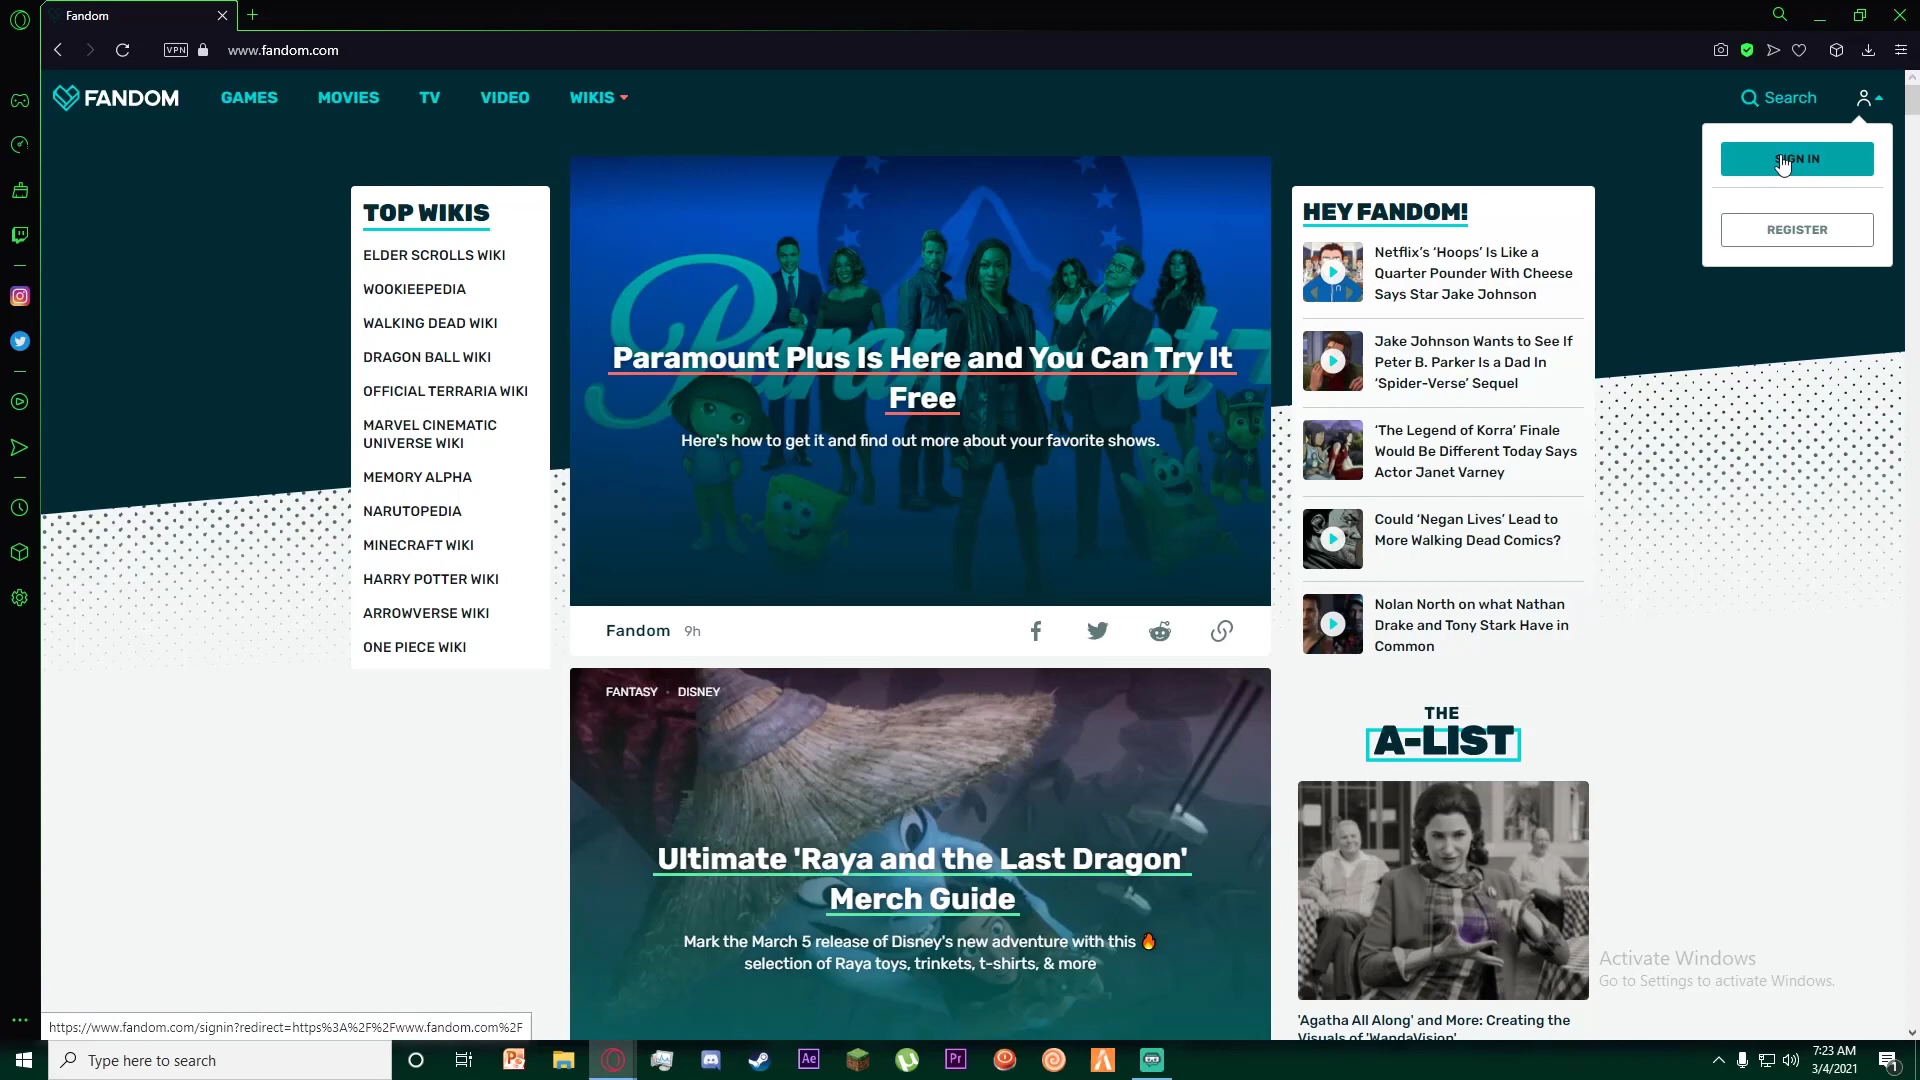 Fandom
VPN
www.fandom.com
FANDOM
GAMES
MOVIES
TV
VIDEO
WIKIS
Search
SIGN IN
REGISTER
TOP WIKIS
ELDER SCROLLS WIKI
WOOKIEEPEDIA
WALKING DEAD WIKI
DRAGON BALL WIKI
OFFICIAL TERRARIA WIKI
MARVEL CINEMATIC
UNIVERSE WIKI
MEMORY ALPHA
NARUTOPEDIA
MINECRAFT WIKI
HARRY POTTER WIKI
ARROWVERSE WIKI
ONE PIECE WIKI
Paramount+
Paramount Plus Is Here and You Can Try It
Free
Here's how to get it and find out more about your favorite shows.
Fandom 9h
FANTASY · DISNEY
Ultimate 'Raya and the Last Dragon'
Merch Guide
Mark the March 5 release of Disney's new adventure with this 🔥
selection of Raya toys, trinkets, t-shirts, & more
HEY FANDOM!
Netflix's ‘Hoops’ Is Like a
Quarter Pounder With Cheese
Says Star Jake Johnson
Jake Johnson Wants to See If
Peter B. Parker Is a Dad In
‘Spider-Verse’ Sequel
‘The Legend of Korra’ Finale
Would Be Different Today Says
Actor Janet Varney
Could ‘Negan Lives’ Lead to
More Walking Dead Comics?
Nolan North on what Nathan
Drake and Tony Stark Have in
Common
THE
A-LIST
'Agatha All Along' and More: Creating the
Visuals of 'WandaVision'
Activate Windows
Go to Settings to activate Windows.
https://www.fandom.com/signin?redirect=https%3A%2F%2Fwww.fandom.com%2F
Type here to search
Ae
Pr
7:23 AM
3/4/2021
1